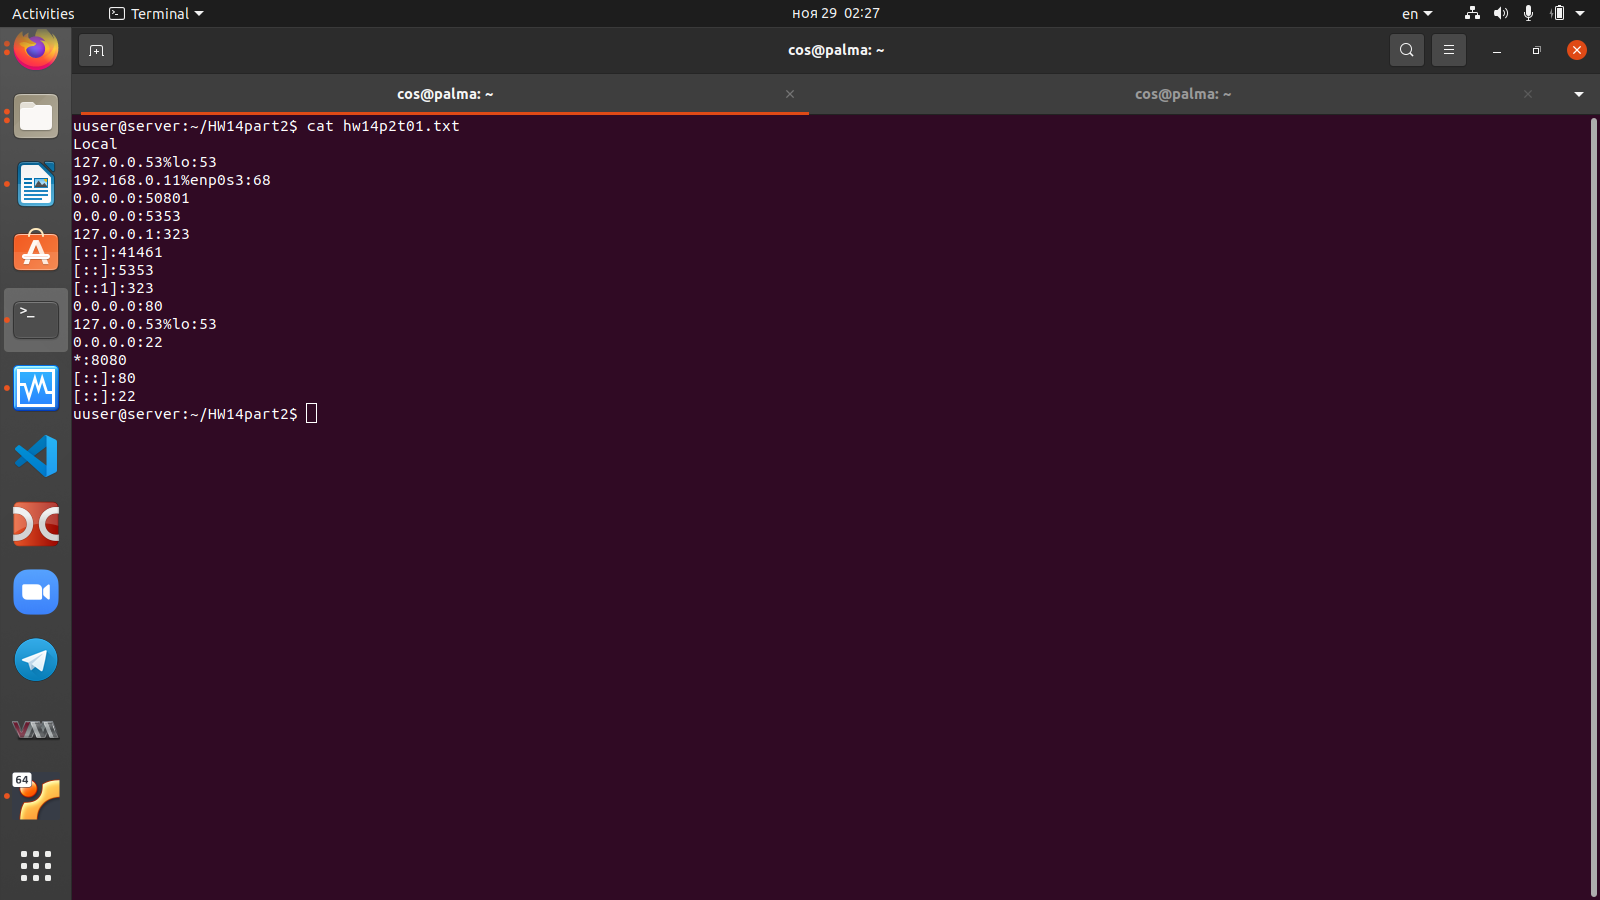 Activities
Terminal
ноя 29 02:27
en
cos@palma: ~
cos@palma: ~
cos@palma: ~
uuser@server:~/HW14part2$ cat hw14p2t01.txt
Local
127.0.0.53%lo:53
192.168.0.11%enp0s3:68
0.0.0.0:50801
0.0.0.0:5353
127.0.0.1:323
[::]:41461
[::]:5353
[::1]:323
0.0.0.0:80
127.0.0.53%lo:53
0.0.0.0:22
*:8080
[::]:80
[::]:22
uuser@server:~/HW14part2$
>_
64